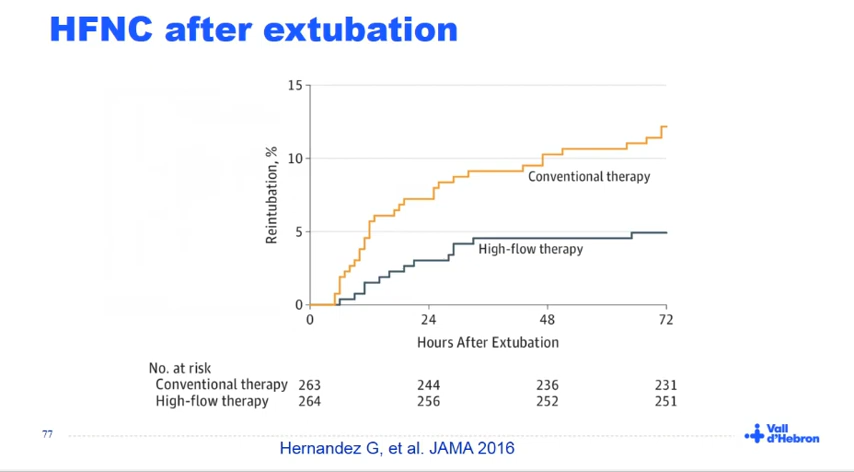 HFNC after extubation
15
10
5
0
Reintubation, %
Conventional therapy
High-flow therapy
0 24 48 72
Hours After Extubation
No. at risk
Conventional therapy 263 244 236 231
High-flow therapy 264 256 252 251
77
Hernandez G, et al. JAMA 2016
Vall
d'Hebron